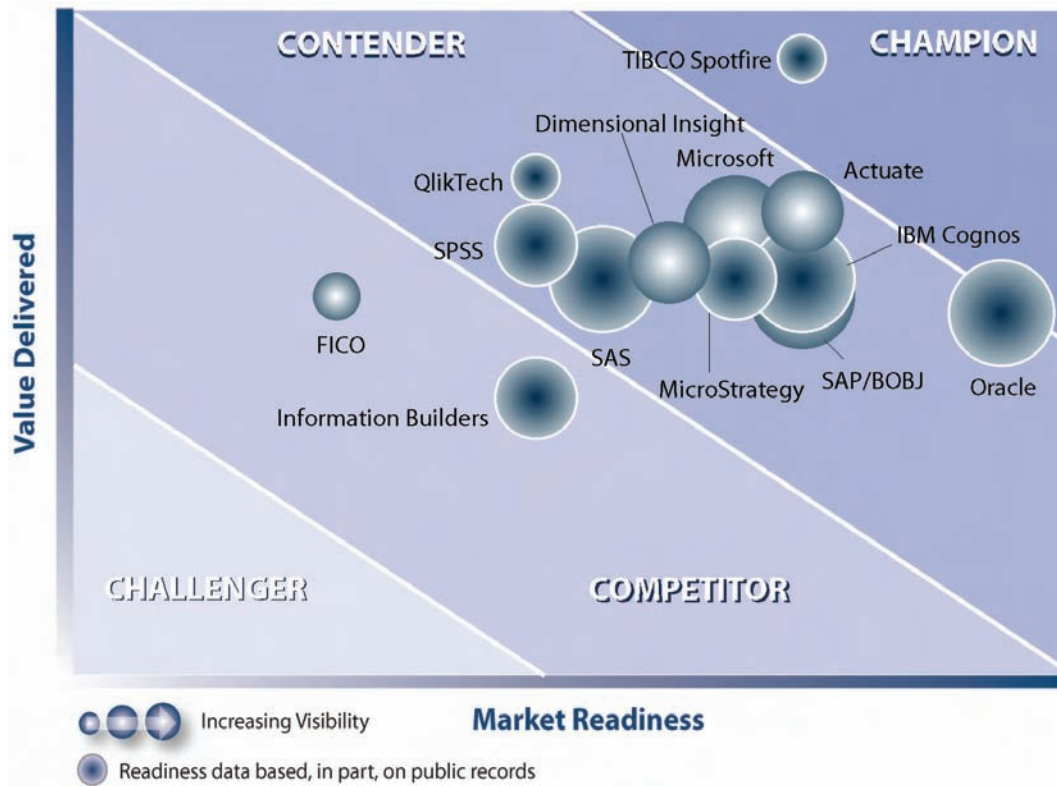 CONTENDER
CHAMPION
TIBCO Spotfire
Dimensional Insight
Microsoft
Actuate
QlikTech
IBM Cognos
SPSS
FICO
SAS
MicroStrategy
SAP/BOBJ
Oracle
Information Builders
CHALLENGER
COMPETITOR
Value Delivered
Market Readiness
Increasing Visibility
Readiness data based, in part, on public records